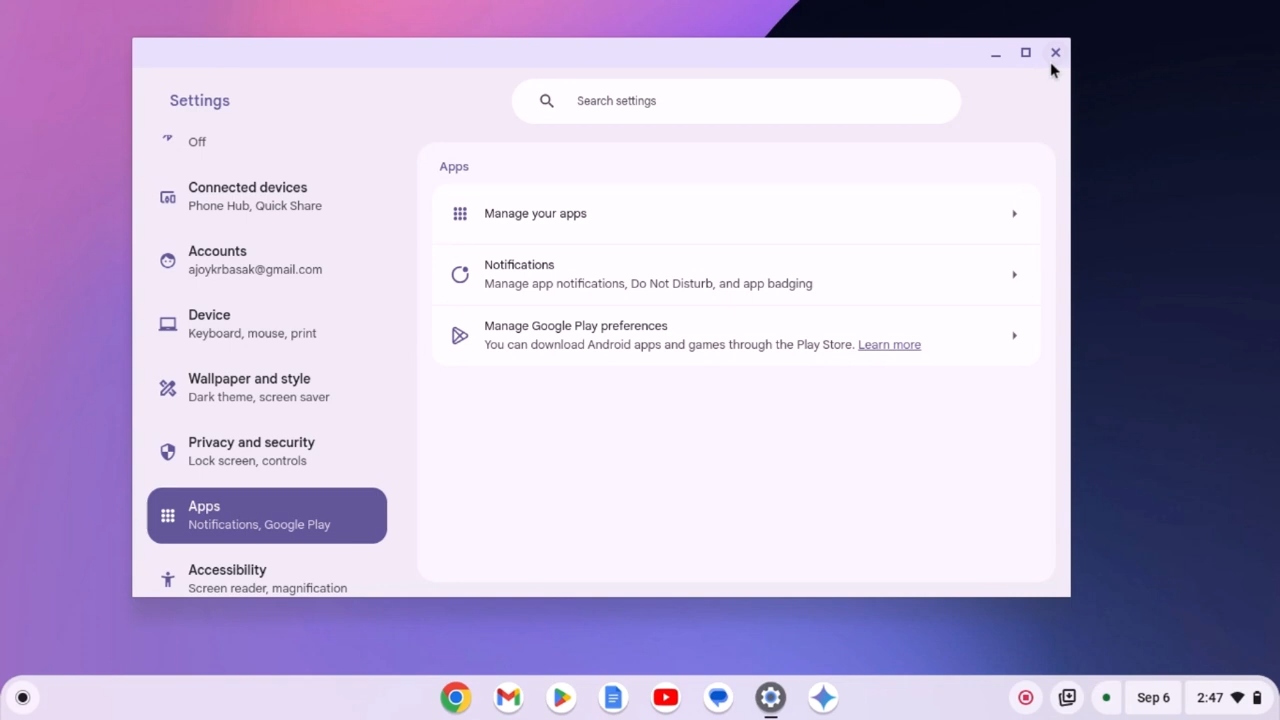 Settings
Search settings
Off
Connected devices
Phone Hub, Quick Share
Accounts
ajoykrbasak@gmail.com
Device
Keyboard, mouse, print
Wallpaper and style
Dark theme, screen saver
Privacy and security
Lock screen, controls
Apps
Notifications, Google Play
Accessibility
Screen reader, magnification
Apps
Manage your apps
Notifications
Manage app notifications, Do Not Disturb, and app badging
Manage Google Play preferences
You can download Android apps and games through the Play Store. Learn more
Sep 6
2:47